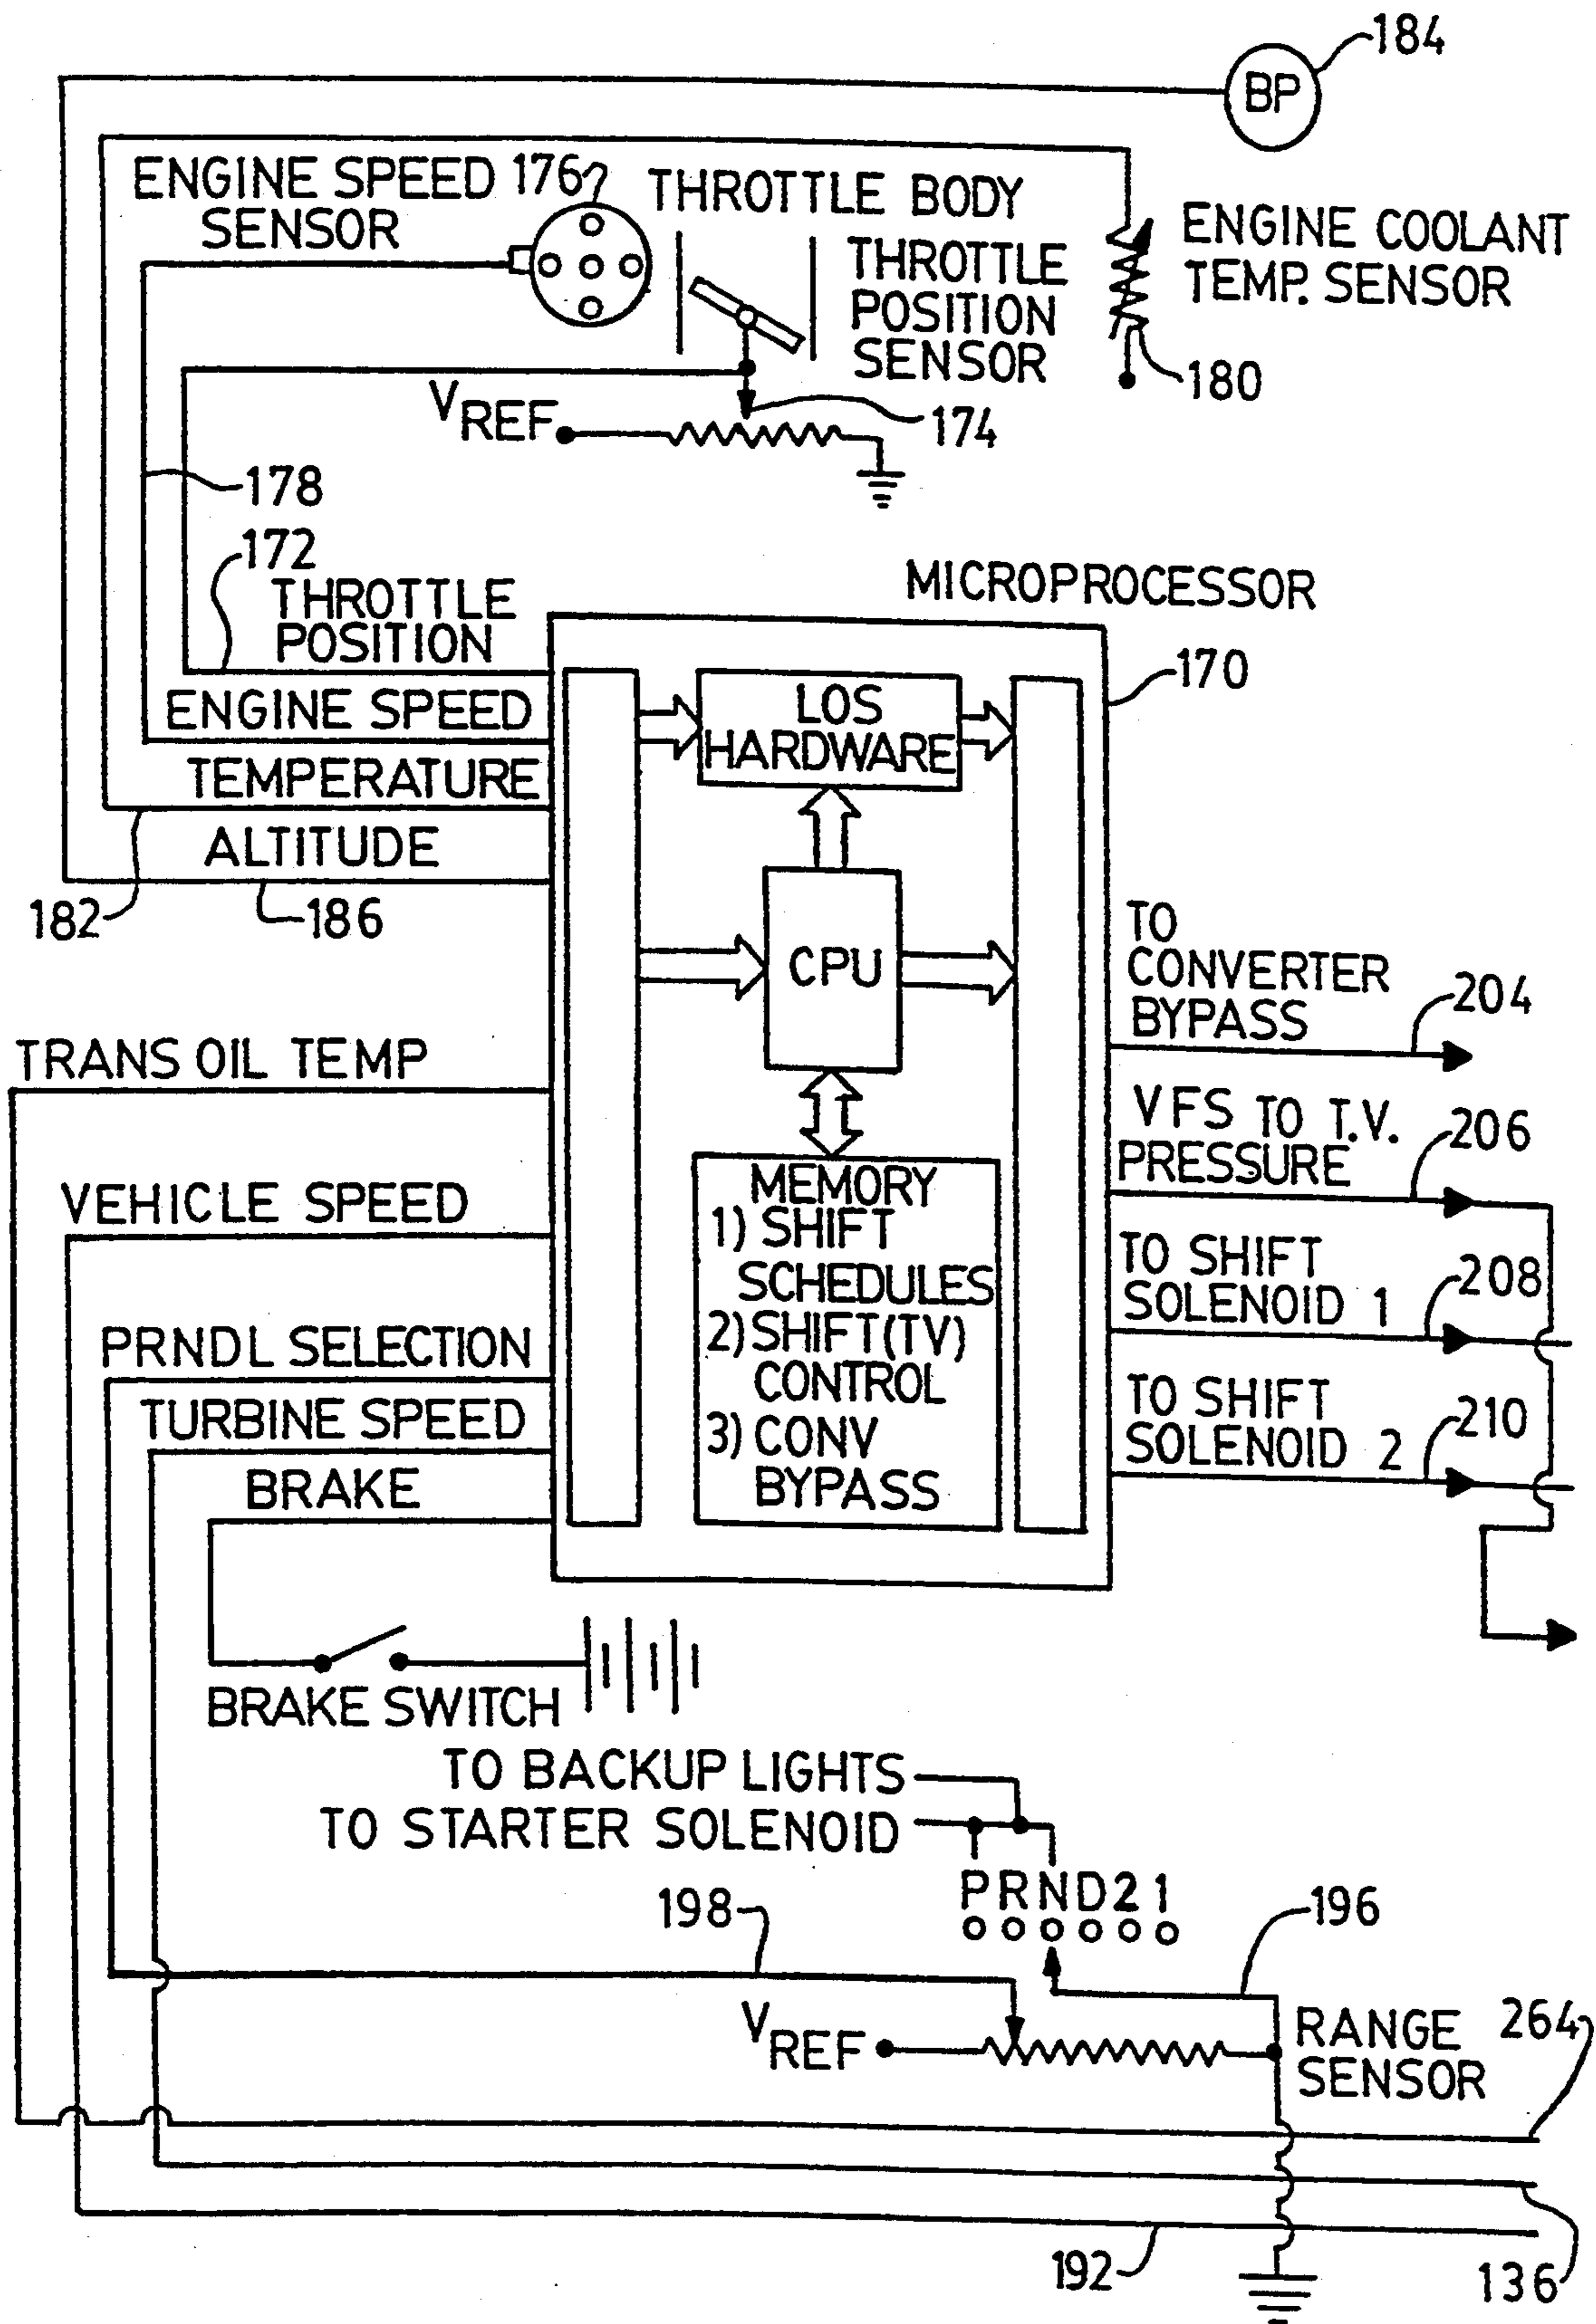 184
BP
ENGINE SPEED
SENSOR
176
THROTTLE BODY
THROTTLE
POSITION
SENSOR
ENGINE COOLANT
TEMP. SENSOR
180
VREF
174
178
172
THROTTLE
POSITION
MICROPROCESSOR
170
ENGINE SPEED
TEMPERATURE
ALTITUDE
182
186
LOS
HARDWARE
CPU
TO
CONVERTER
BYPASS
204
TRANS OIL TEMP
VFS TO T.V.
PRESSURE
206
VEHICLE SPEED
MEMORY
1) SHIFT
SCHEDULES
2) SHIFT(TV)
CONTROL
3) CONV
BYPASS
TO SHIFT
SOLENOID 1
208
PRNDL SELECTION
TURBINE SPEED
BRAKE
TO SHIFT
SOLENOID 2
210
BRAKE SWITCH
TO BACKUP LIGHTS
TO STARTER SOLENOID
P R N D 2 1
198
196
VREF
RANGE
SENSOR
264
192
136